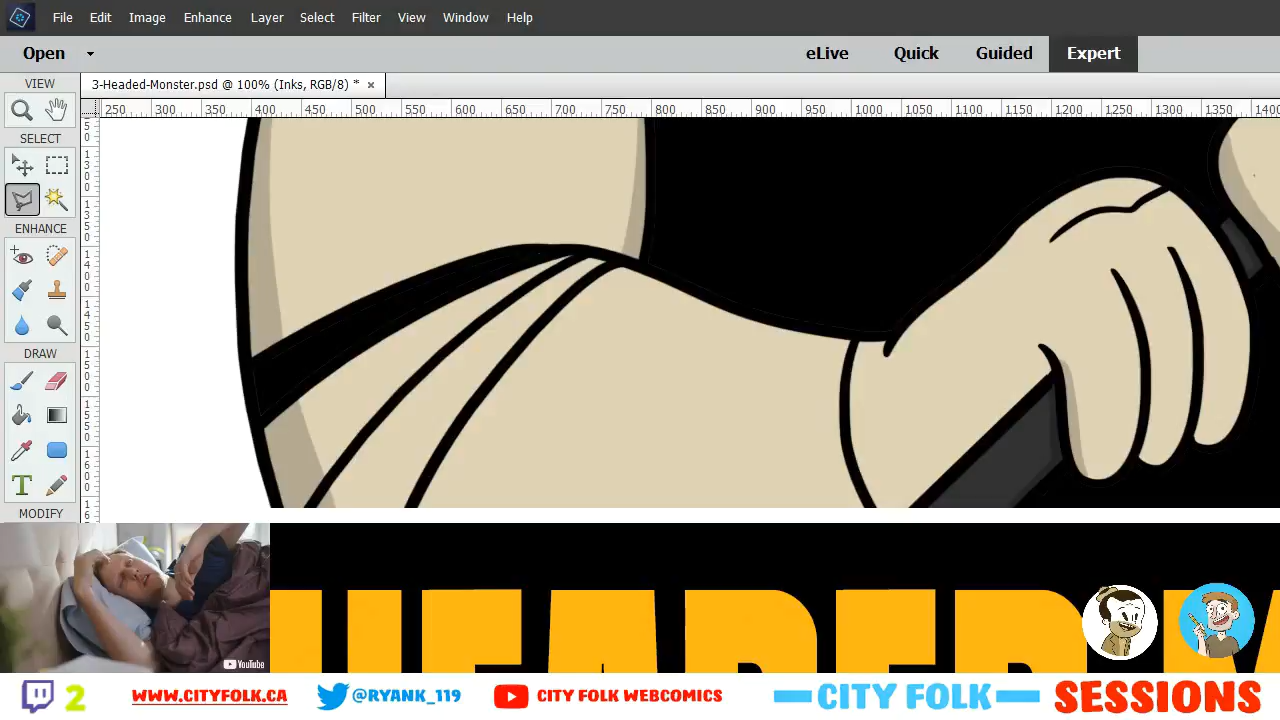 File Edit Image Enhance Layer Select Filter View Window Help
Open eLive Quick Guided Expert
VIEW 3-Headed-Monster.psd @ 100% (Inks, RGB/8) * ×
250 300 350 400 450 500 550 600 650 700 750 800 850 900 950 1000 1050 1100 1150 1200 1250 1300 1350 1400
SELECT
ENHANCE
DRAW
T
MODIFY
YouTube
2 WWW.CITYFOLK.CA @RYANK_119 CITY FOLK WEBCOMICS CITY FOLK SESSIONS